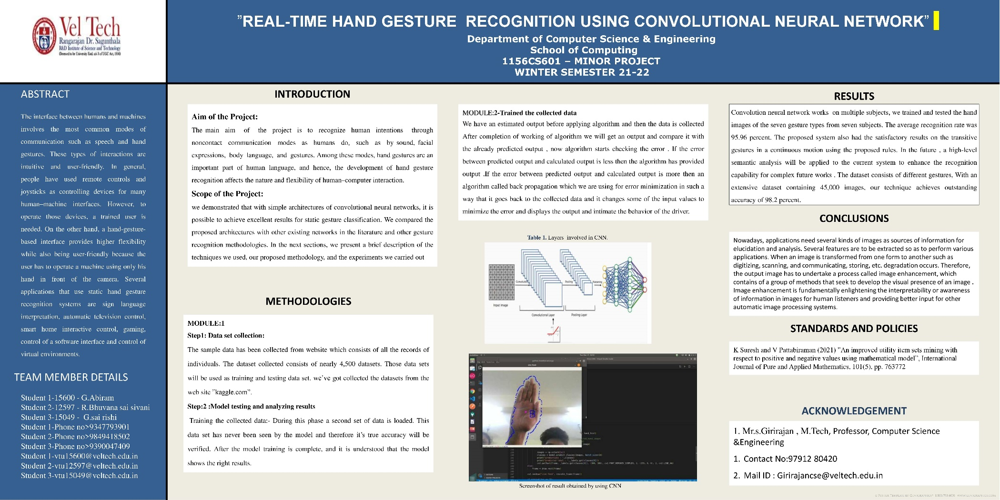 Vel Tech
Rangarajan Dr. Sagunthala
R&D Institute of Science and Technology
(Deemed to be University Estd. u/s 3 of UGC Act, 1956)
”REAL-TIME HAND GESTURE RECOGNITION USING CONVOLUTIONAL NEURAL NETWORK”
Department of Computer Science & Engineering
School of Computing
1156CS601 – MINOR PROJECT
WINTER SEMESTER 21-22
ABSTRACT
The interface between humans and machines
involves the most common modes of
communication such as speech and hand
gestures. These types of interactions are
intuitive and user-friendly. In general,
people have used remote controls and
joysticks as controlling devices for many
human–machine interfaces. However, to
operate those devices, a trained user is
needed. On the other hand, a hand-gesture-
based interface provides higher flexibility
while also being user-friendly because the
user has to operate a machine using only his
hand in front of the camera. Several
applications that use static hand gesture
recognition systems are sign language
interpretation, automatic television control,
smart home interactive control, gaming,
control of a software interface and control of
virtual environments.
TEAM MEMBER DETAILS
Student 1-15600 - G.Abiram
Student 2-12597 - R.Bhuvana sai sivani
Student 3-15049 - G.sai rishi
Student 1-Phone no>9347793901
Student 2-Phone no>9849418502
Student 3-Phone no>9390047409
Student 1-vtu15600@veltech.edu.in
Student 2-vtu12597@veltech.edu.in
Student 3-vtu15049@veltech.edu.in
INTRODUCTION
Aim of the Project:
The main aim of the project is to recognize human intentions through
noncontact communication modes as humans do, such as by sound, facial
expressions, body language, and gestures. Among these modes, hand gestures are an
important part of human language, and hence, the development of hand gesture
recognition affects the nature and flexibility of human–computer interaction.
Scope of the Project:
we demonstrated that with simple architectures of convolutional neural networks, it is
possible to achieve excellent results for static gesture classification. We compared the
proposed architectures with other existing networks in the literature and other gesture
recognition methodologies. In the next sections, we present a brief description of the
techniques we used, our proposed methodology, and the experiments we carried out
METHODOLOGIES
MODULE:1
Step1: Data set collection:
The sample data has been collected from website which consists of all the records of
individuals. The dataset collected consists of nearly 4,500 datasets. Those data sets
will be used as training and testing data set. we’ve got collected the datasets from the
web site ”kaggle.com”.
Step:2 :Model testing and analyzing results
Training the collected data:- During this phase a second set of data is loaded. This
data set has never been seen by the model and therefore it’s true accuracy will be
verified. After the model training is complete, and it is understood that the model
shows the right results.
MODULE:2-Trained the collected data
We have an estimated output before applying algorithm and then the data is collected
After completion of working of algorithm we will get an output and compare it with
the already predicted output , now algorithm starts checking the error . If the error
between predicted output and calculated output is less then the algorithm has provided
output .If the error between predicted output and calculated output is more then an
algorithm called back propagation which we are using for error minimization in such a
way that it goes back to the collected data and it changes some of the input values to
minimize the error and displays the output and intimate the behavior of the driver.
Table 1. Layers involved in CNN.
Convolution
Pooling
Flattening
Input Image
Convolutional Layer
Pooling Layer
Live Feed
B
Screenshot of result obtained by using CNN
RESULTS
Convolution neural network works on multiple subjects, we trained and tested the hand
images of the seven gesture types from seven subjects. The average recognition rate was
95.96 percent. The proposed system also had the satisfactory results on the transitive
gestures in a continuous motion using the proposed rules. In the future , a high-level
semantic analysis will be applied to the current system to enhance the recognition
capability for complex future works . The dataset consists of different gestures, With an
extensive dataset containing 45,000 images, our technique achieves outstanding
accuracy of 98.2 percent.
CONCLUSIONS
Nowadays, applications need several kinds of images as sources of information for
elucidation and analysis. Several features are to be extracted so as to perform various
applications. When an image is transformed from one form to another such as
digitizing, scanning, and communicating, storing, etc. degradation occurs. Therefore,
the output image has to undertake a process called image enhancement, which
contains of a group of methods that seek to develop the visual presence of an image .
Image enhancement is fundamentally enlightening the interpretability or awareness
of information in images for human listeners and providing better input for other
automatic image processing systems.
STANDARDS AND POLICIES
K Suresh and V Pattabiraman (2021) ”An improved utility item sets mining with
respect to positive and negative values using mathematical model”, International
Journal of Pure and Applied Mathematics, 101(5), pp. 763772
ACKNOWLEDGEMENT
1. Mr.s.Girirajan , M.Tech, Professor, Computer Science
&Engineering
1. Contact No:97912 80420
2. Mail ID : Girirajancse@veltech.edu.in
© POSTER TEMPLATE BY GENIGRAPHICS® 1.800.790.4001 WWW.GENIGRAPHICS.COM